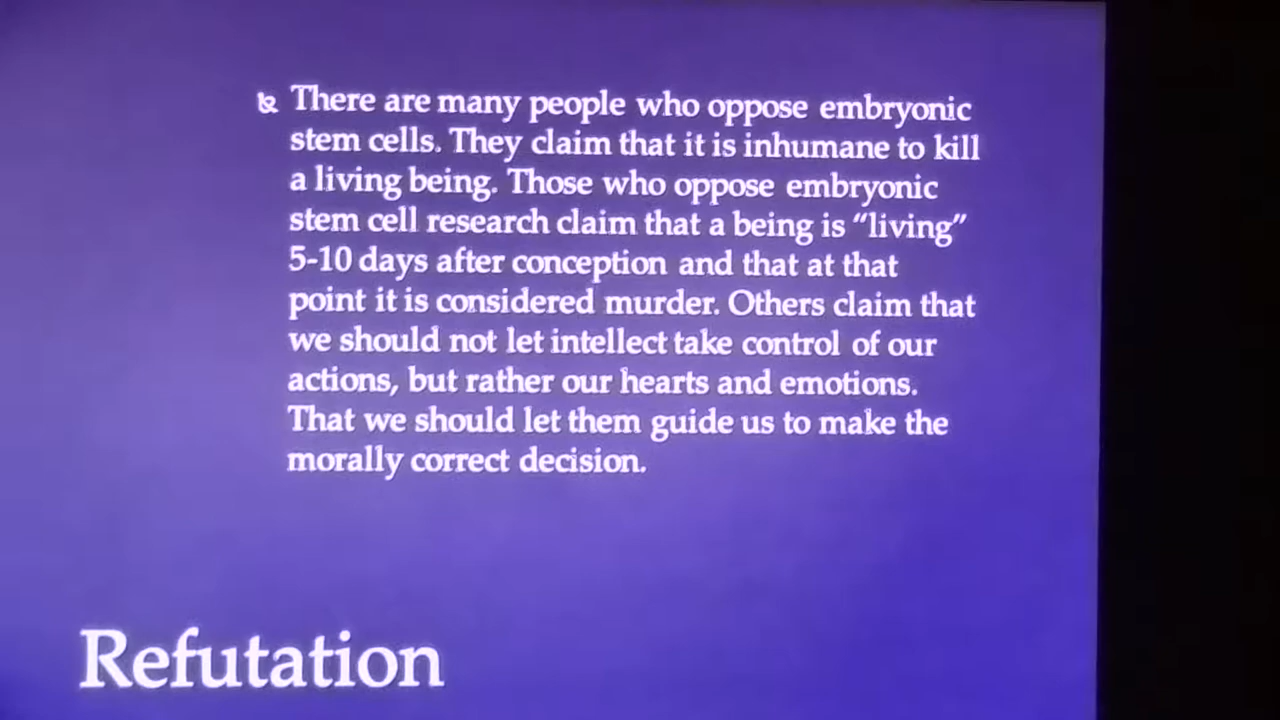 There are many people who oppose embryonic
stem cells. They claim that it is inhumane to kill
a living being. Those who oppose embryonic
stem cell research claim that a being is “living”
5-10 days after conception and that at that
point it is considered murder. Others claim that
we should not let intellect take control of our
actions, but rather our hearts and emotions.
That we should let them guide us to make the
morally correct decision.
Refutation